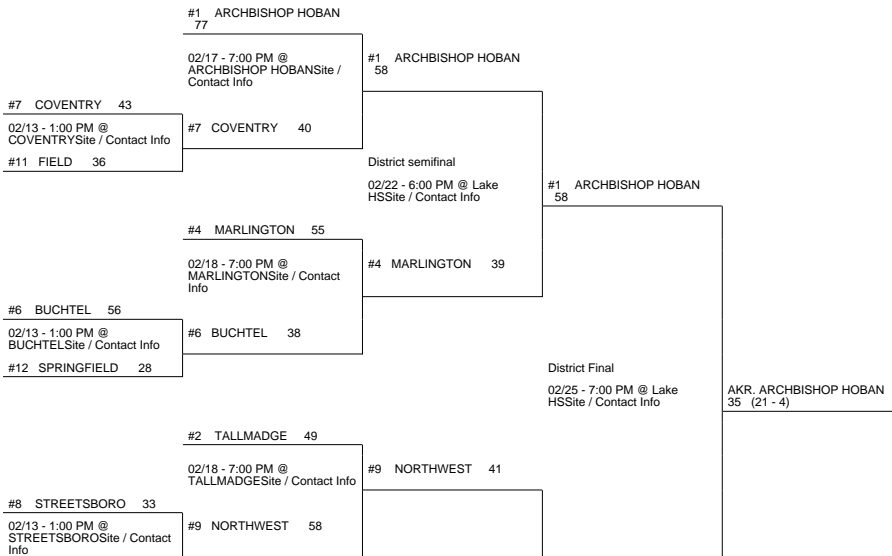 #1 ARCHBISHOP HOBAN
77
02/17 - 7:00 PM @
ARCHBISHOP HOBANSite /
Contact Info
#1 ARCHBISHOP HOBAN
58
#7 COVENTRY 43
02/13 - 1:00 PM @
COVENTRYSite / Contact Info
#7 COVENTRY 40
#11 FIELD 36
District semifinal
02/22 - 6:00 PM @ Lake
HSSite / Contact Info
#1 ARCHBISHOP HOBAN
58
#4 MARLINGTON 55
02/18 - 7:00 PM @
MARLINGTONSite / Contact
Info
#4 MARLINGTON 39
#6 BUCHTEL 56
02/13 - 1:00 PM @
BUCHTELSite / Contact Info
#6 BUCHTEL 38
#12 SPRINGFIELD 28
District Final
02/25 - 7:00 PM @ Lake
HSSite / Contact Info
AKR. ARCHBISHOP HOBAN
35 (21 - 4)
#2 TALLMADGE 49
02/18 - 7:00 PM @
TALLMADGESite / Contact Info
#9 NORTHWEST 41
#8 STREETSBORO 33
02/13 - 1:00 PM @
STREETSBOROSite / Contact
Info
#9 NORTHWEST 58